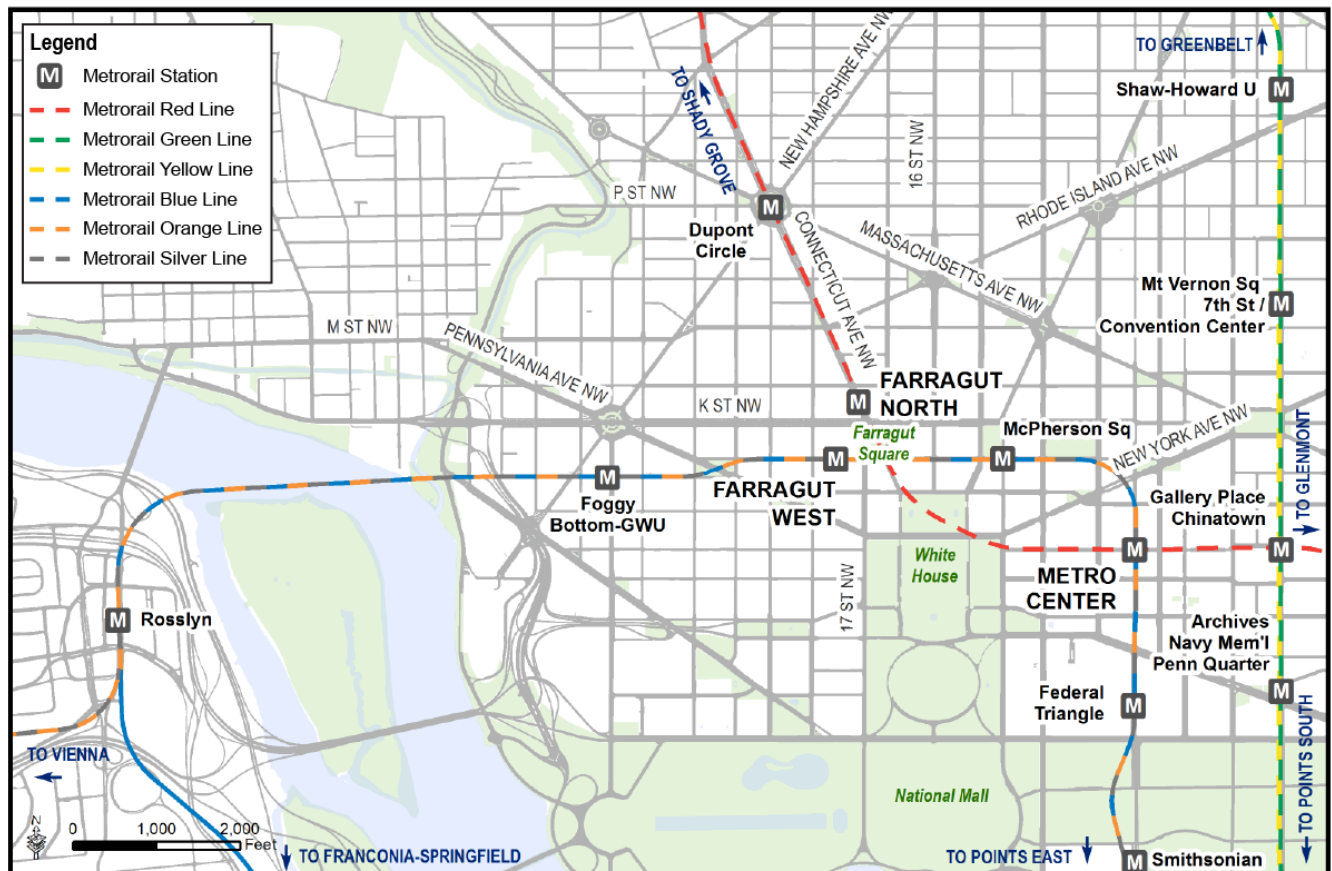 Legend
M Metrorail Station
Metrorail Red Line
Metrorail Green Line
Metrorail Yellow Line
Metrorail Blue Line
Metrorail Orange Line
Metrorail Silver Line
TO GREENBELT
Shaw-Howard U
M
TO SHADY GROVE
NEW HAMPSHIRE AVE NW
16 ST NW
RHODE ISLAND AVE NW
P ST NW
M
Dupont
Circle
CONNECTICUT AVE NW
MASSACHUSETTS AVE NW
Mt Vernon Sq
7th St /
Convention Center
M
M ST NW
PENNSYLVANIA AVE NW
K ST NW
M
FARRAGUT
NORTH
Farragut
Square
McPherson Sq
M
NEW YORK AVE NW
TO GLENMONT
M
FARRAGUT
WEST
M
Foggy
Bottom-GWU
Gallery Place
Chinatown
M
White
House
M
METRO
CENTER
17 ST NW
M
Rosslyn
Archives
Navy Mem'l
Penn Quarter
M
Federal
Triangle
M
TO VIENNA
TO POINTS SOUTH
National Mall
N
0 1,000 2,000
Feet
TO FRANCONIA-SPRINGFIELD
TO POINTS EAST
M
Smithsonian